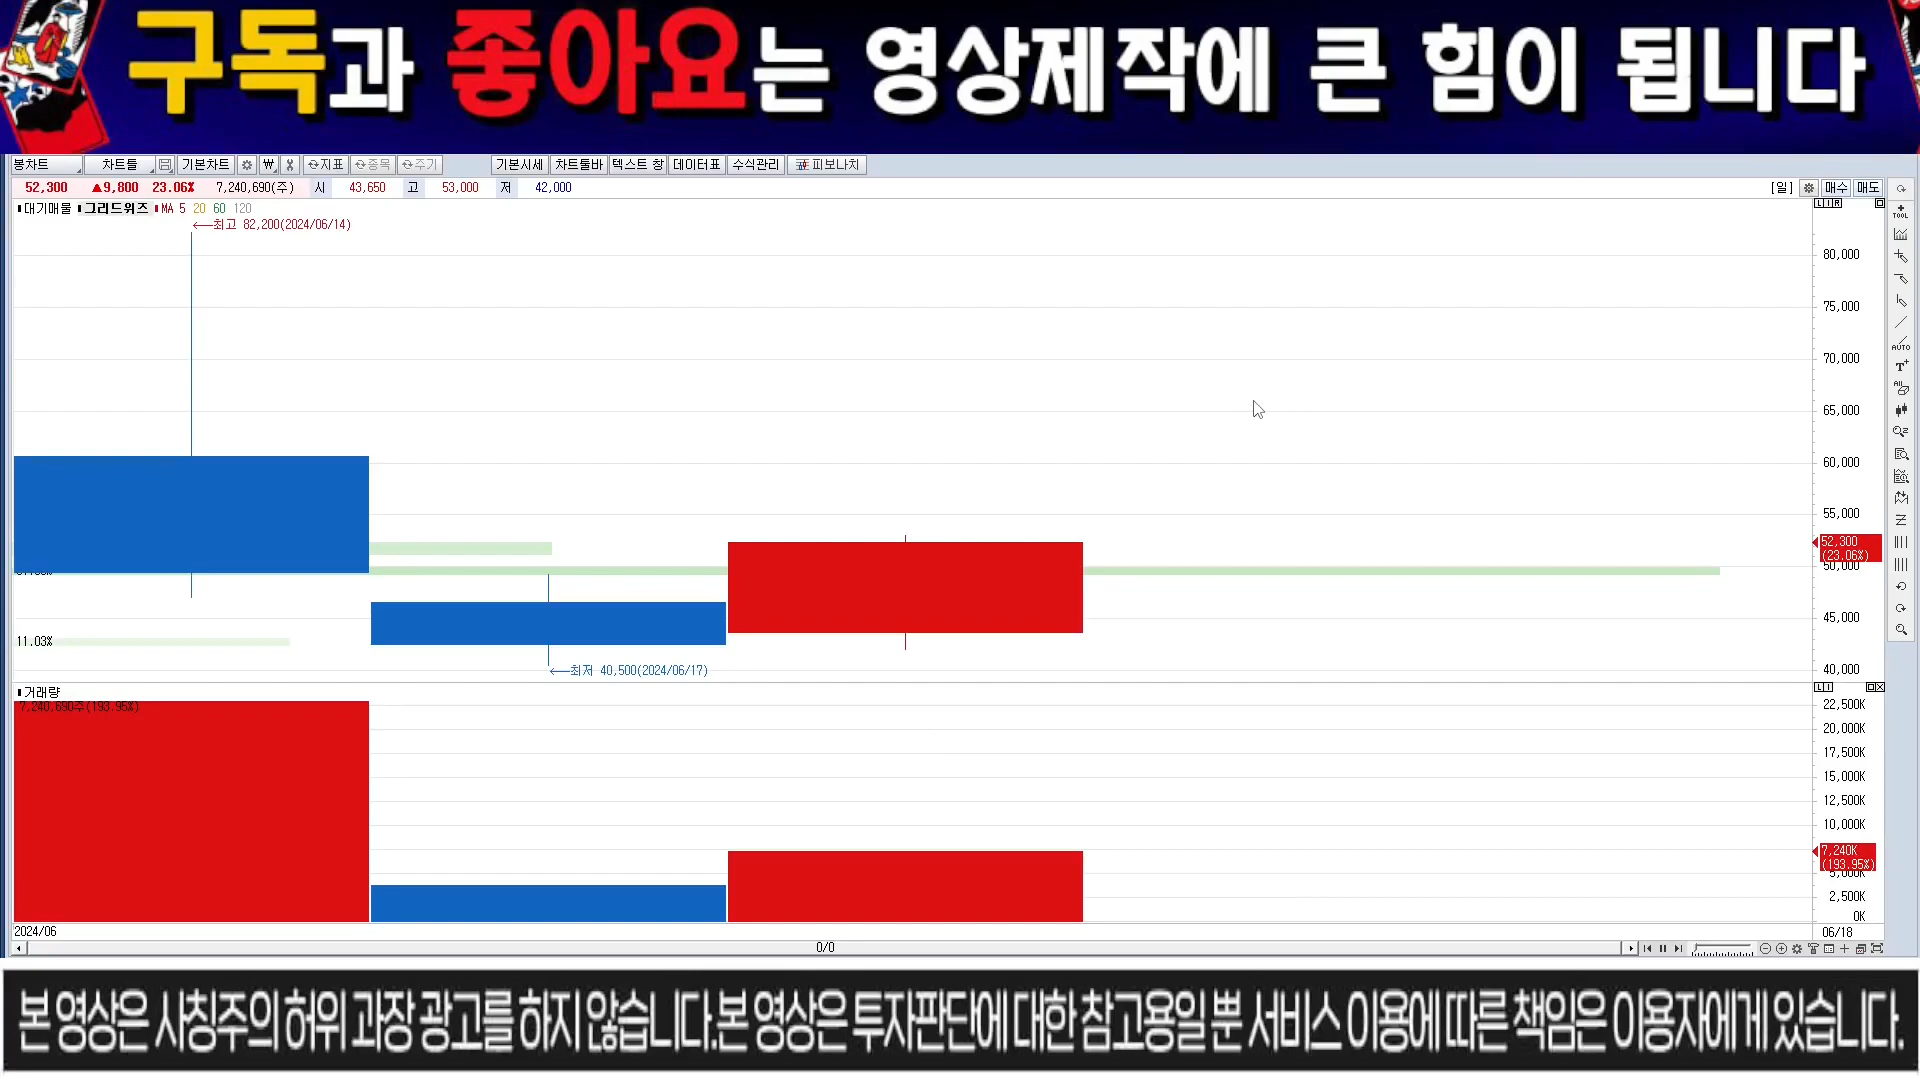 구독과 좋아요는 영상제작에 큰 힘이 됩니다
봉차트 차트틀 기본차트 ₩ 지표 종목 주기 기본시세 차트툴바 텍스트 창 데이터표 수식관리 피보나치
52,300 ▲9,800 23.06% 7,240,690(주) 시 43,650 고 53,000 저 42,000 [일] 매수 매도
대기매물 그리드위즈 MA 5 20 60 120
L I R
TOOL
←최고 82,200(2024/06/14)
80,000
75,000
AUTO
70,000
All
65,000
60,000
55,000
52,300
(23.06%)
50,000
45,000
11.03%
40,000
←최저 40,500(2024/06/17)
거래량
L I
7,240,690주(193.95%)
22,500K
20,000K
17,500K
15,000K
12,500K
10,000K
7,240K
(193.95%)
5,000K
2,500K
0K
2024/06
06/18
0/0
본 영상은 사칭주의 허위 과장 광고를 하지 않습니다.본 영상은 투자판단에 대한 참고용일 뿐 서비스 이용에 따른 책임은 이용자에게 있습니다.